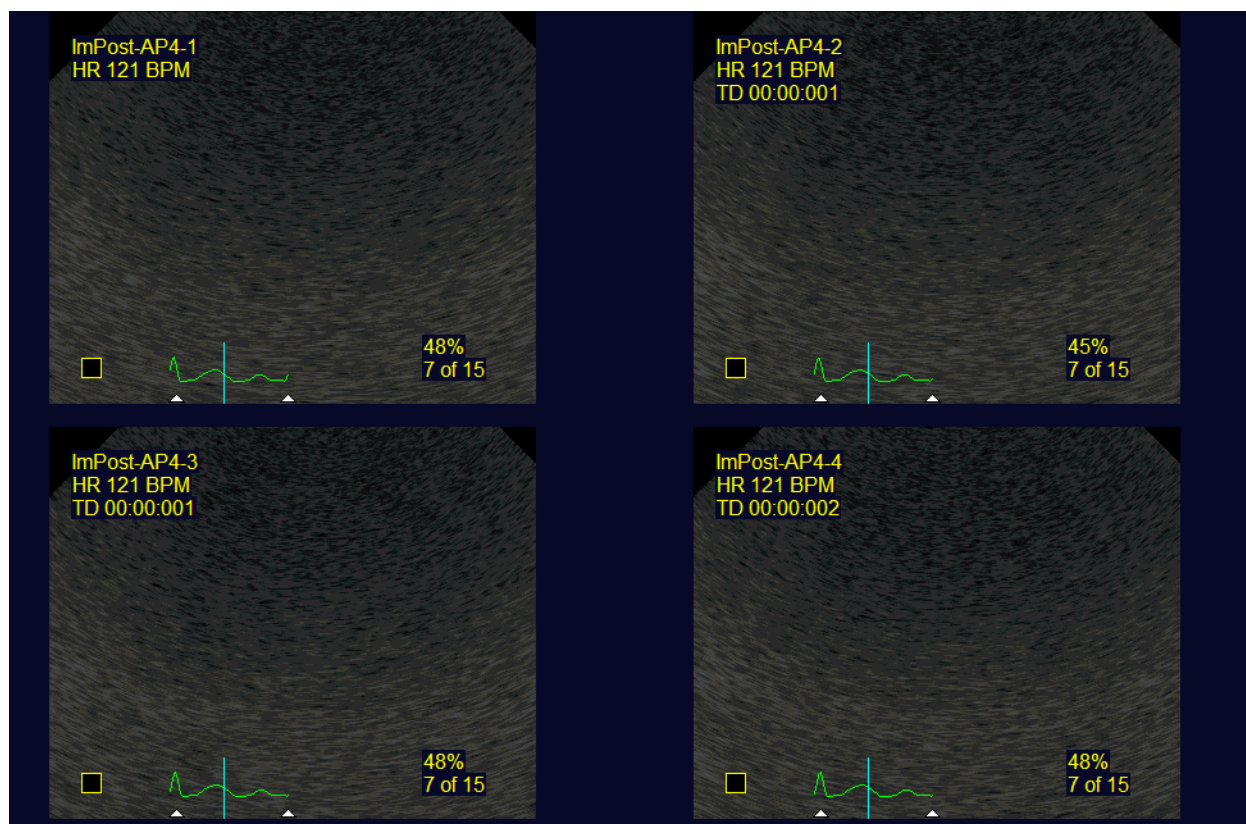 ImPost-AP4-1
HR 121 BPM
48%
7 of 15
ImPost-AP4-2
HR 121 BPM
TD 00:00:001
45%
7 of 15
ImPost-AP4-3
HR 121 BPM
TD 00:00:001
48%
7 of 15
ImPost-AP4-4
HR 121 BPM
TD 00:00:002
48%
7 of 15